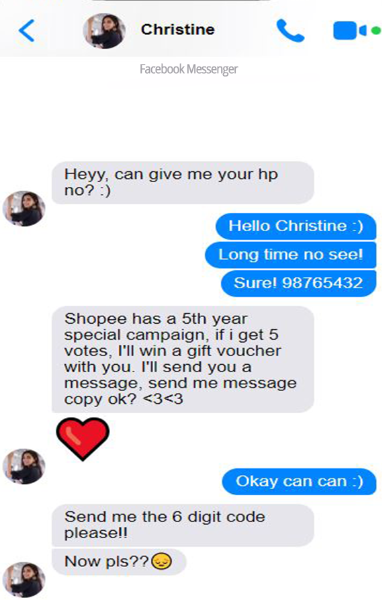 Christine
Facebook Messenger
Heyy, can give me your hp
no? :)
Hello Christine :)
Long time no see!
Sure! 98765432
Shopee has a 5th year
special campaign, if i get 5
votes, I'll win a gift voucher
with you. I'll send you a
message, send me message
copy ok? <3<3
Okay can can :)
Send me the 6 digit code
please!!
Now pls??😔